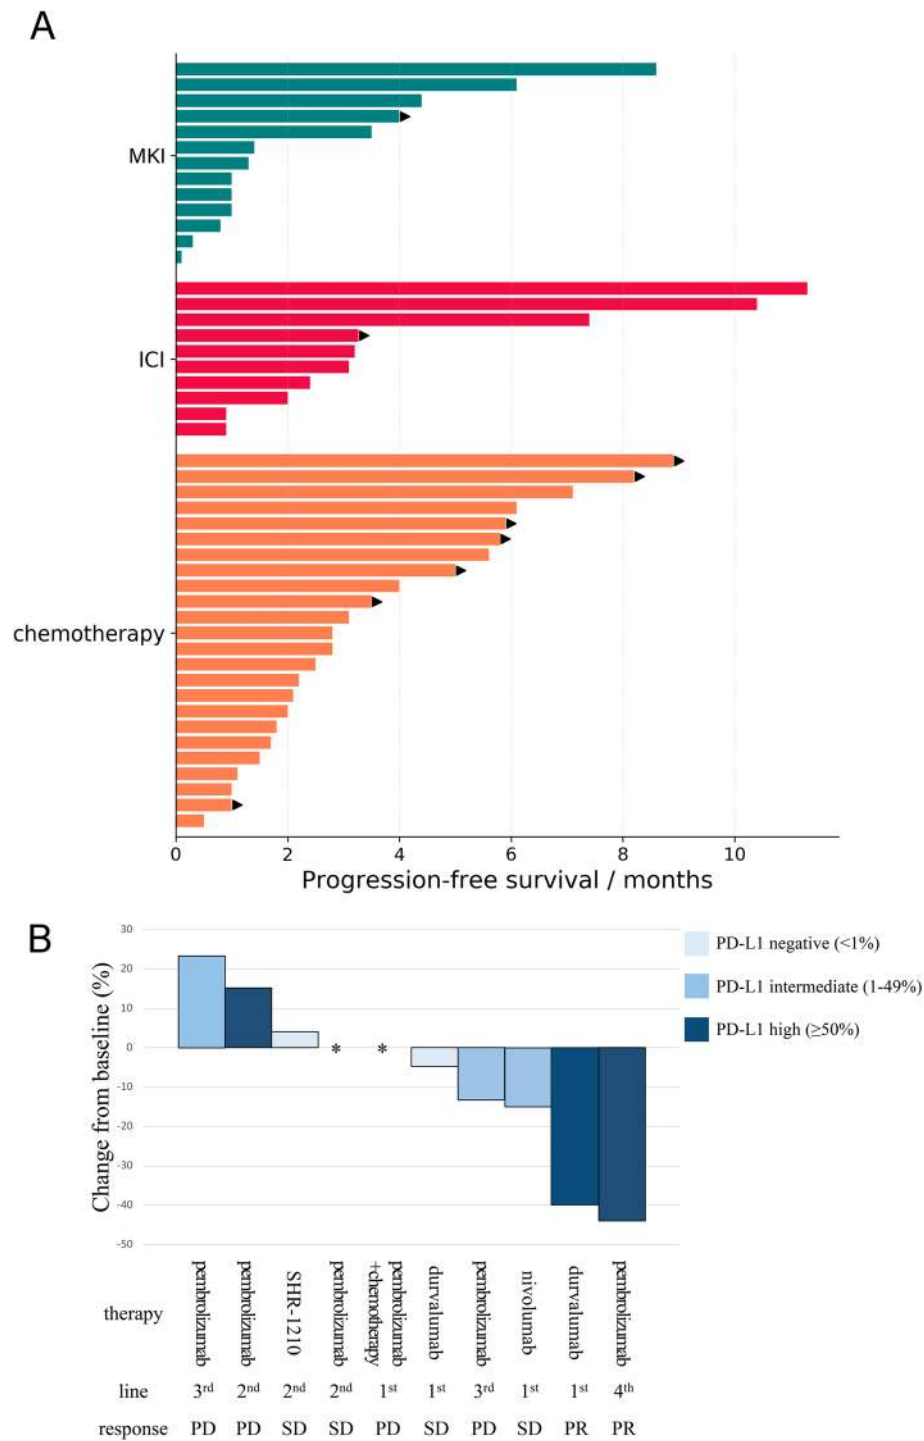 A
MKI
ICI
chemotherapy
0 2 4 6 8 10
Progression-free survival / months
B
Change from baseline (%)
30
20
10
0
-10
-20
-30
-40
-50
* *
PD-L1 negative (<1%)
PD-L1 intermediate (1-49%)
PD-L1 high (≥50%)
therapy pembrolizumab pembrolizumab SHR-1210 pembrolizumab pembrolizumab +chemotherapy durvalumab pembrolizumab nivolumab durvalumab pembrolizumab
line 3rd 2nd 2nd 2nd 1st 1st 3rd 1st 1st 4th
response PD PD SD SD PD SD PD SD PR PR